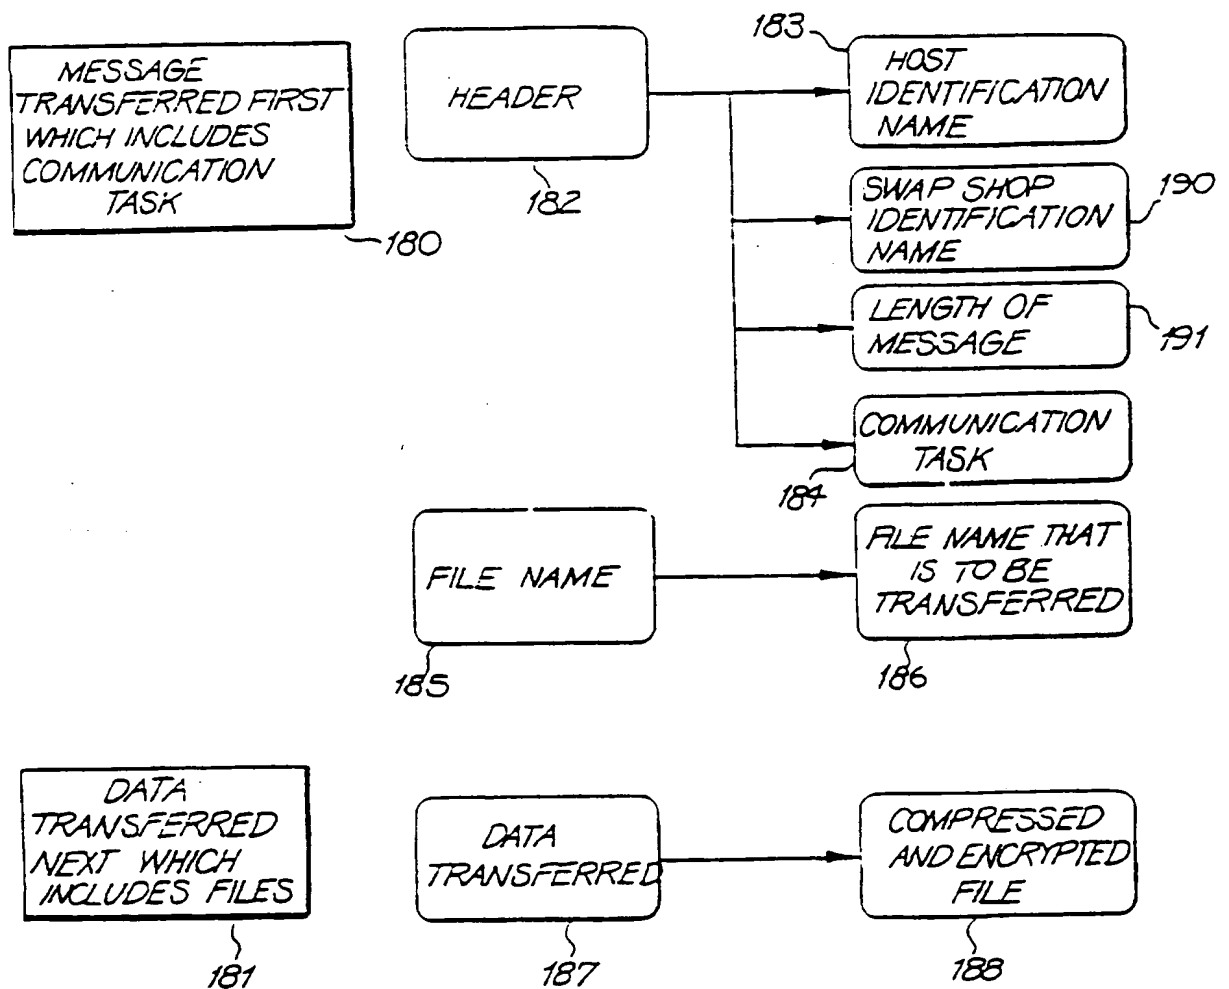 MESSAGE
TRANSFERRED FIRST
WHICH INCLUDES
COMMUNICATION
TASK
180
HEADER
182
183
HOST
IDENTIFICATION
NAME
SWAP SHOP
IDENTIFICATION
NAME
190
LENGTH OF
MESSAGE
191
COMMUNICATION
TASK
184
FILE NAME
185
FILE NAME THAT
IS TO BE
TRANSFERRED
186
DATA
TRANSFERRED
NEXT WHICH
INCLUDES FILES
181
DATA
TRANSFERRED
187
COMPRESSED
AND ENCRYPTED
FILE
188